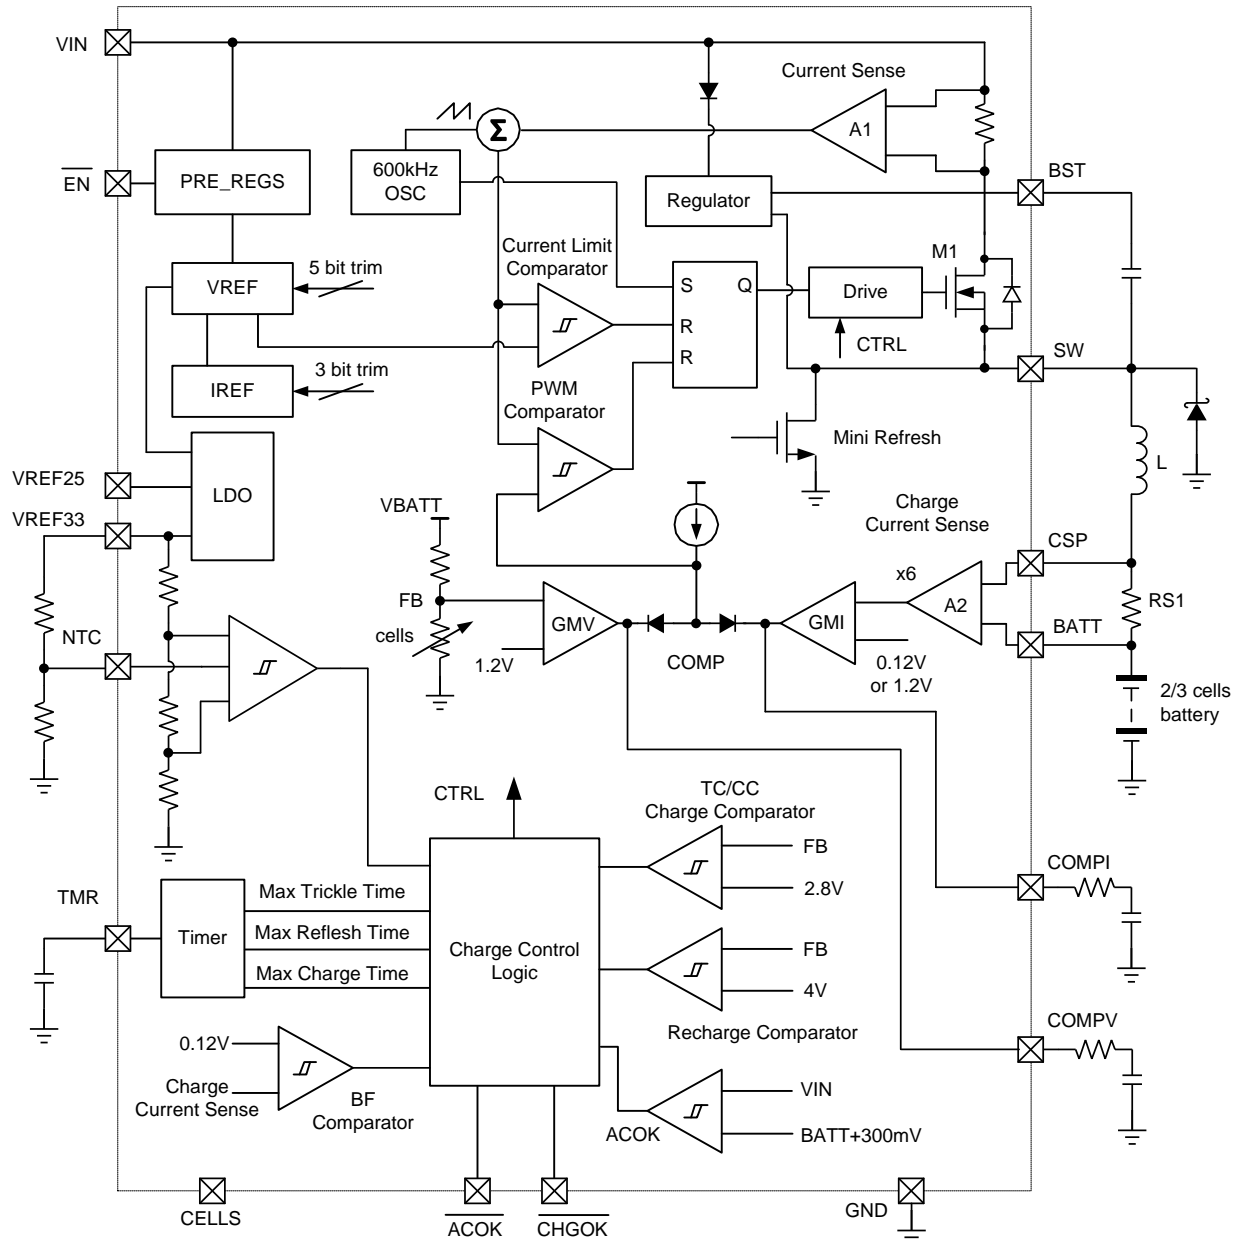 VIN
Current Sense
A1
Σ
EN
PRE_REGS
600kHz
OSC
BST
Regulator
Current Limit
Comparator
M1
5 bit trim
VREF
S
Q
Drive
R
CTRL
R
SW
3 bit trim
IREF
PWM
Comparator
Mini Refresh
L
VREF25
LDO
VREF33
VBATT
Charge
Current Sense
CSP
x6
A2
RS1
FB
GMV
GMI
BATT
cells
NTC
1.2V
COMP
0.12V
or 1.2V
2/3 cells
battery
CTRL
TC/CC
Charge Comparator
FB
2.8V
COMPI
TMR
Timer
Max Trickle Time
Max Reflesh Time
Max Charge Time
Charge Control
Logic
FB
4V
Recharge Comparator
COMPV
0.12V
Charge
Current Sense
BF
Comparator
VIN
ACOK
BATT+300mV
CELLS
ACOK
CHGOK
GND